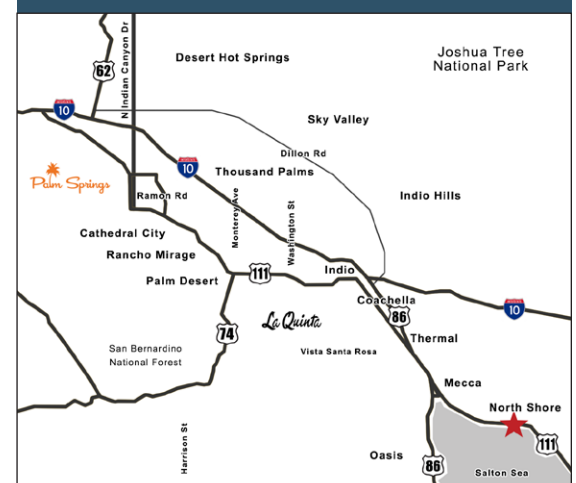 Desert Hot Springs
Joshua Tree
National Park
62
N Indian Canyon Dr
10
Sky Valley
Dillon Rd
10
Thousand Palms
Palm Springs
Ramon Rd
Indio Hills
Monterey Ave
Washington St
Cathedral City
Rancho Mirage
Palm Desert
111
Indio
Coachella
86
10
La Quinta
74
Thermal
San Bernardino
National Forest
Vista Santa Rosa
Mecca
North Shore
Harrison St
Oasis
86
111
Salton Sea